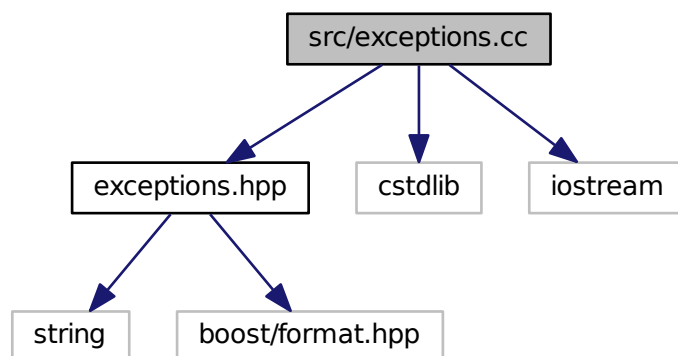 src/exceptions.cc
exceptions.hpp
cstdlib
iostream
string
boost/format.hpp